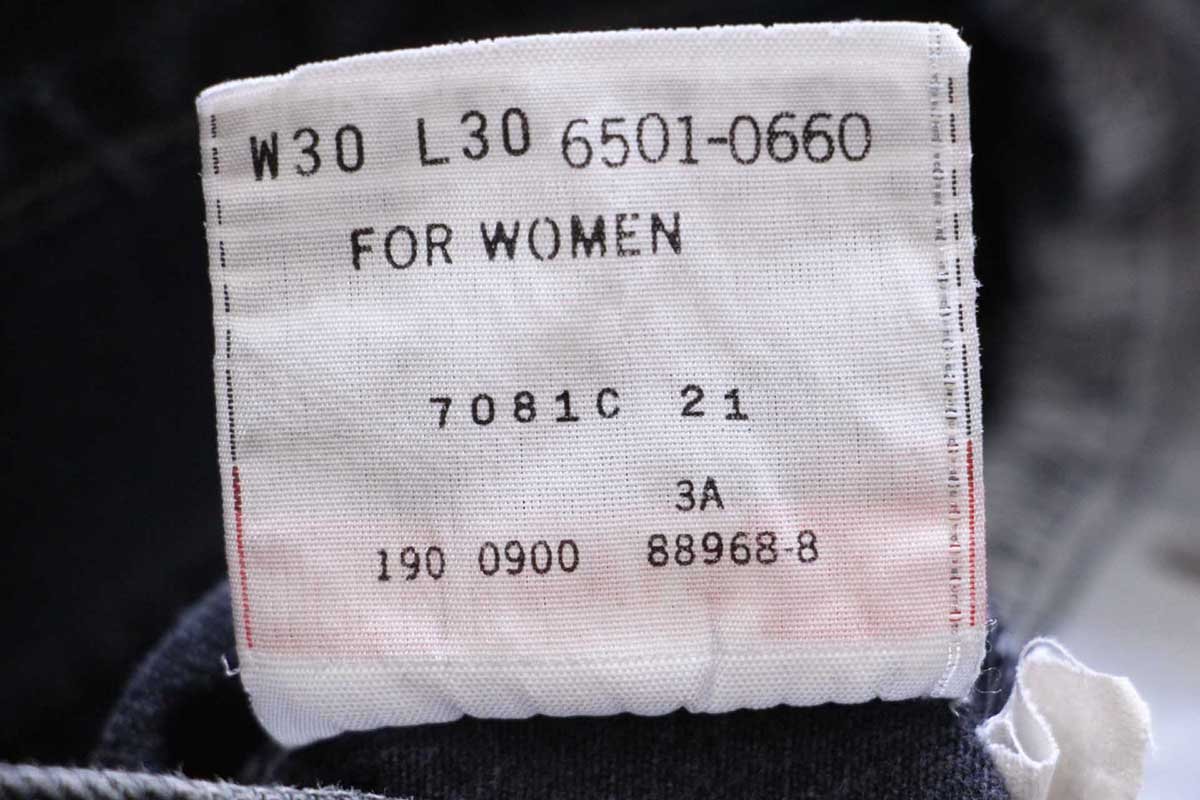 W30 L30 6501-0660
FOR WOMEN
7081C 21
3A
190 0900 88968-8